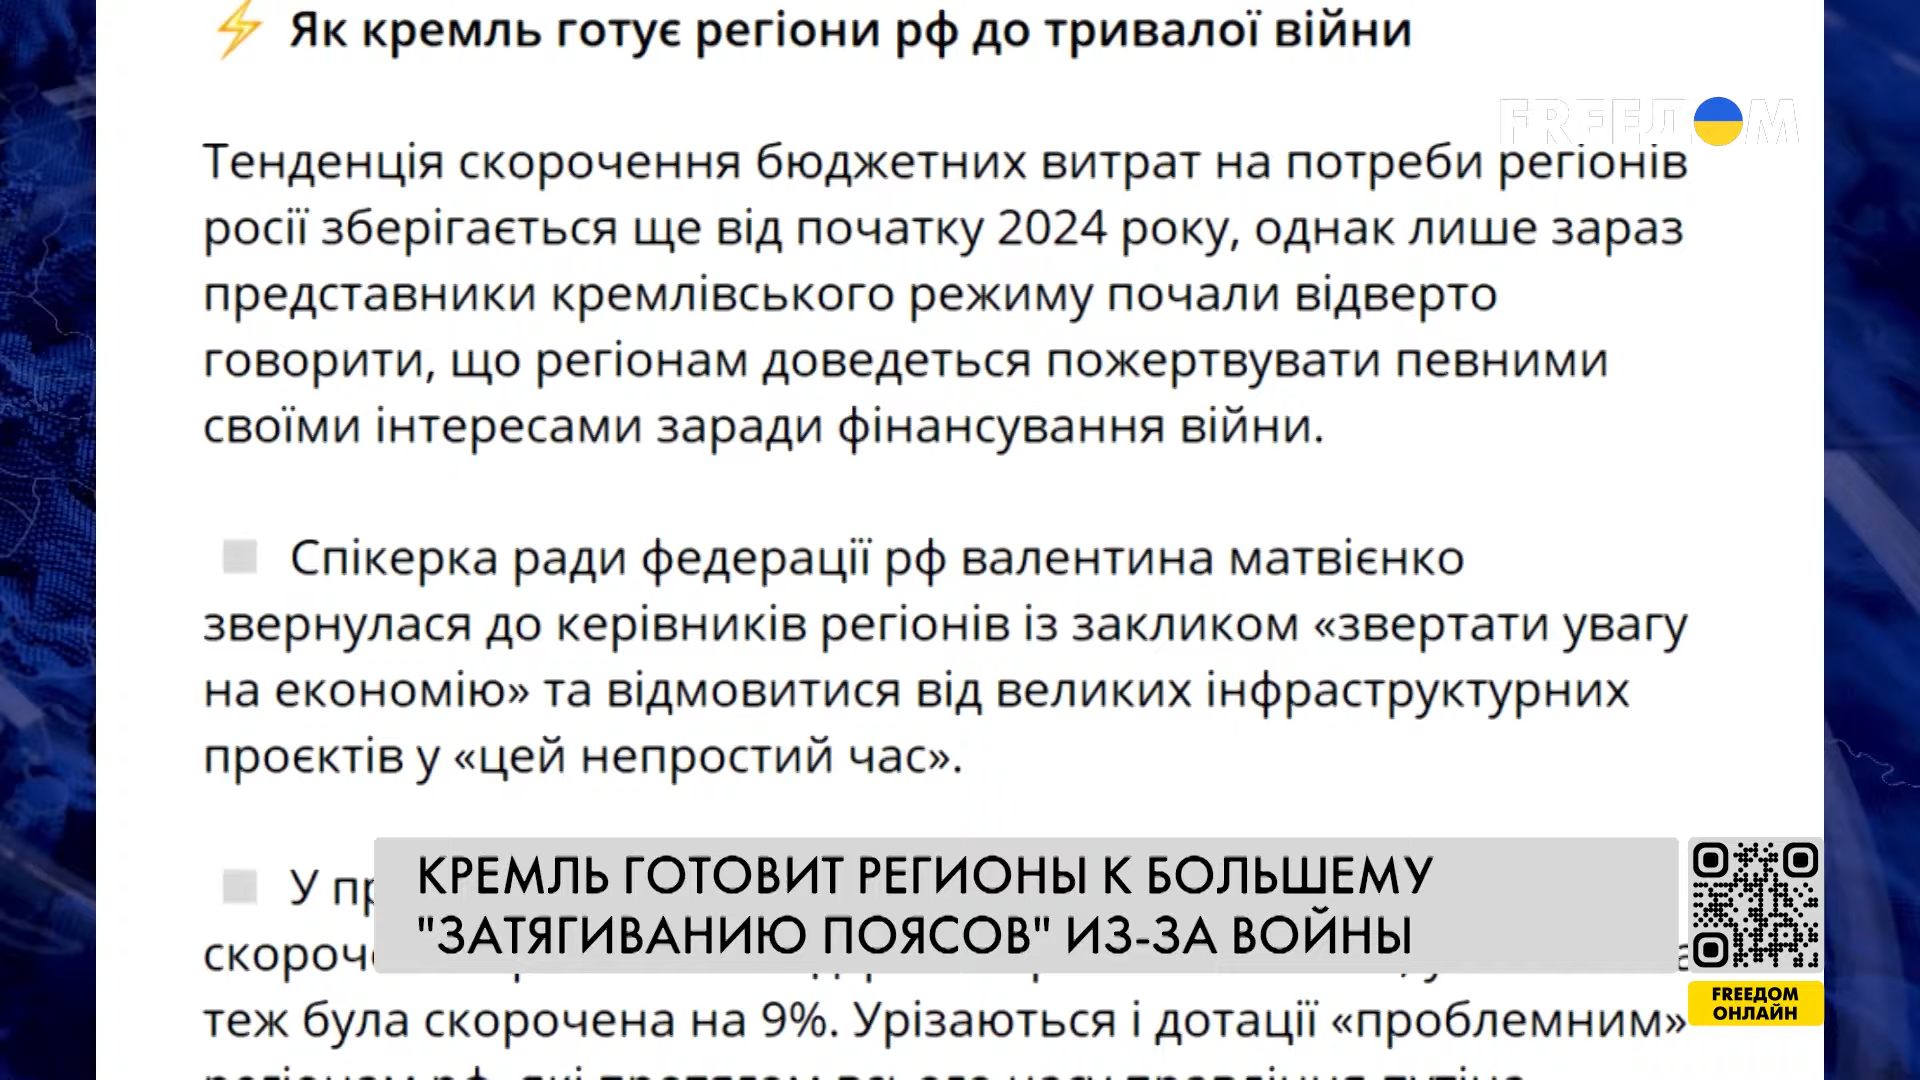 ⚡ Як кремль готує регіони рф до тривалої війни
FREEДOM
Тенденція скорочення бюджетних витрат на потреби регіонів
росії зберігається ще від початку 2024 року, однак лише зараз
представники кремлівського режиму почали відверто
говорити, що регіонам доведеться пожертвувати певними
своїми інтересами заради фінансування війни.
Спікерка ради федерації рф валентина матвієнко
звернулася до керівників регіонів із закликом «звертати увагу
на економію» та відмовитися від великих інфраструктурних
проєктів у «цей непростий час».
У
КРЕМЛЬ ГОТОВИТ РЕГИОНЫ К БОЛЬШЕМУ
"ЗАТЯГИВАНИЮ ПОЯСОВ" ИЗ-ЗА ВОЙНЫ
теж була скорочена на 9%. Урізаються і дотації «проблемним»
FREEДОМ
ОНЛАЙН